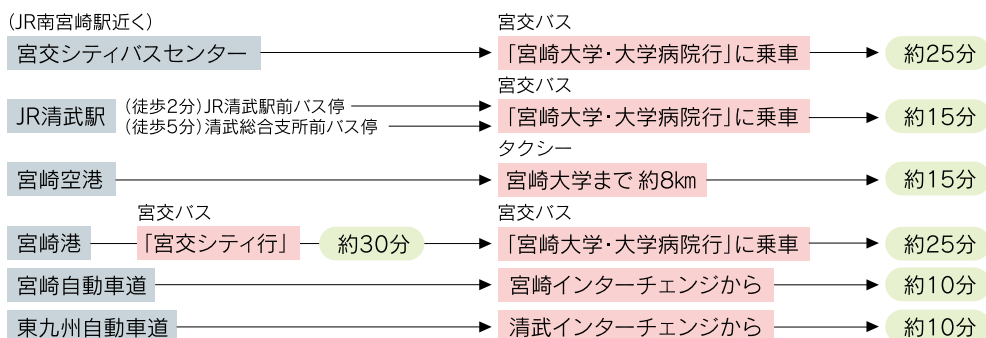 (JR南宮崎駅近く)
宮交バス
宮交シティバスセンター
「宮崎大学・大学病院行」に乗車
約25分
宮交バス
JR清武駅
(徒歩2分)JR清武駅前バス停
(徒歩5分)清武総合支所前バス停
「宮崎大学・大学病院行」に乗車
約15分
タクシー
宮崎空港
宮崎大学まで 約8㎞
約15分
宮交バス
宮交バス
宮崎港
「宮交シティ行」
約30分
「宮崎大学・大学病院行」に乗車
約25分
宮崎自動車道
宮崎インターチェンジから
約10分
東九州自動車道
清武インターチェンジから
約10分